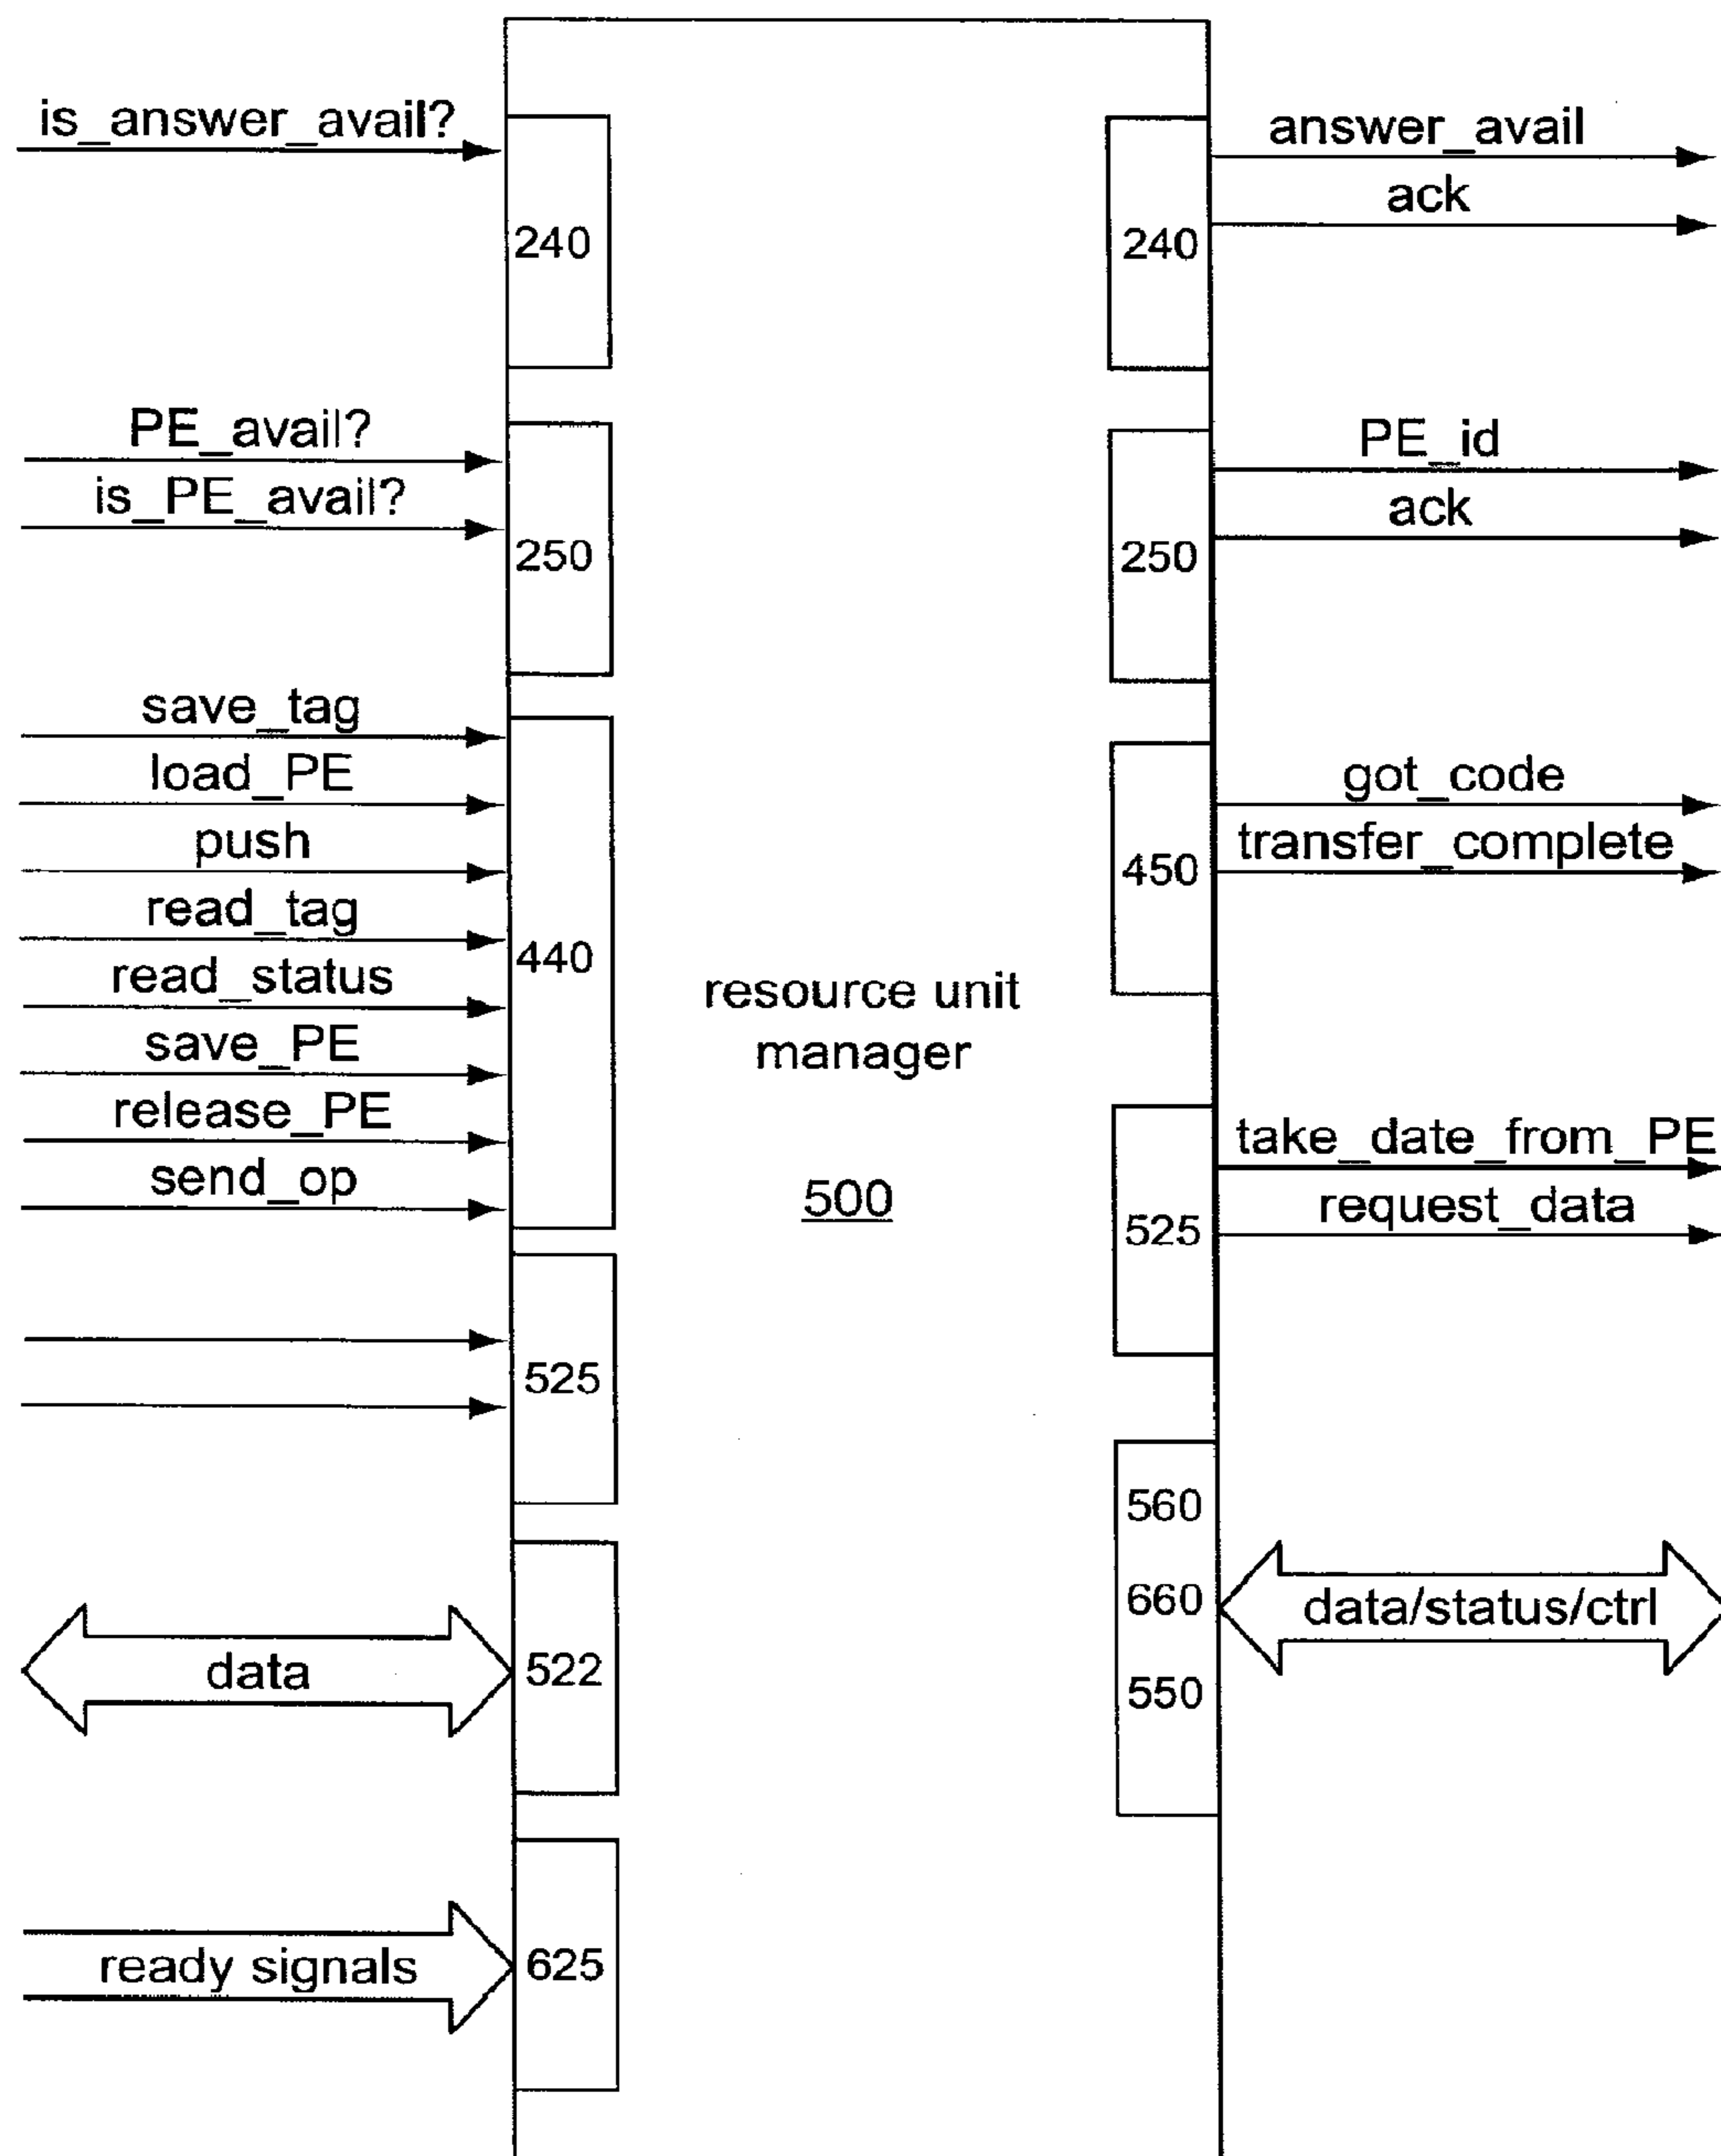 is_answer_avail?
240
PE_avail?
is_PE_avail?
250
save_tag
load_PE
push
read_tag
read_status
save_PE
release_PE
send_op
440
525
data
522
ready signals
625
resource unit
manager
500
answer_avail
ack
240
PE_id
ack
250
got_code
transfer_complete
450
take_date_from_PE
request_data
525
560
660
550
data/status/ctrl